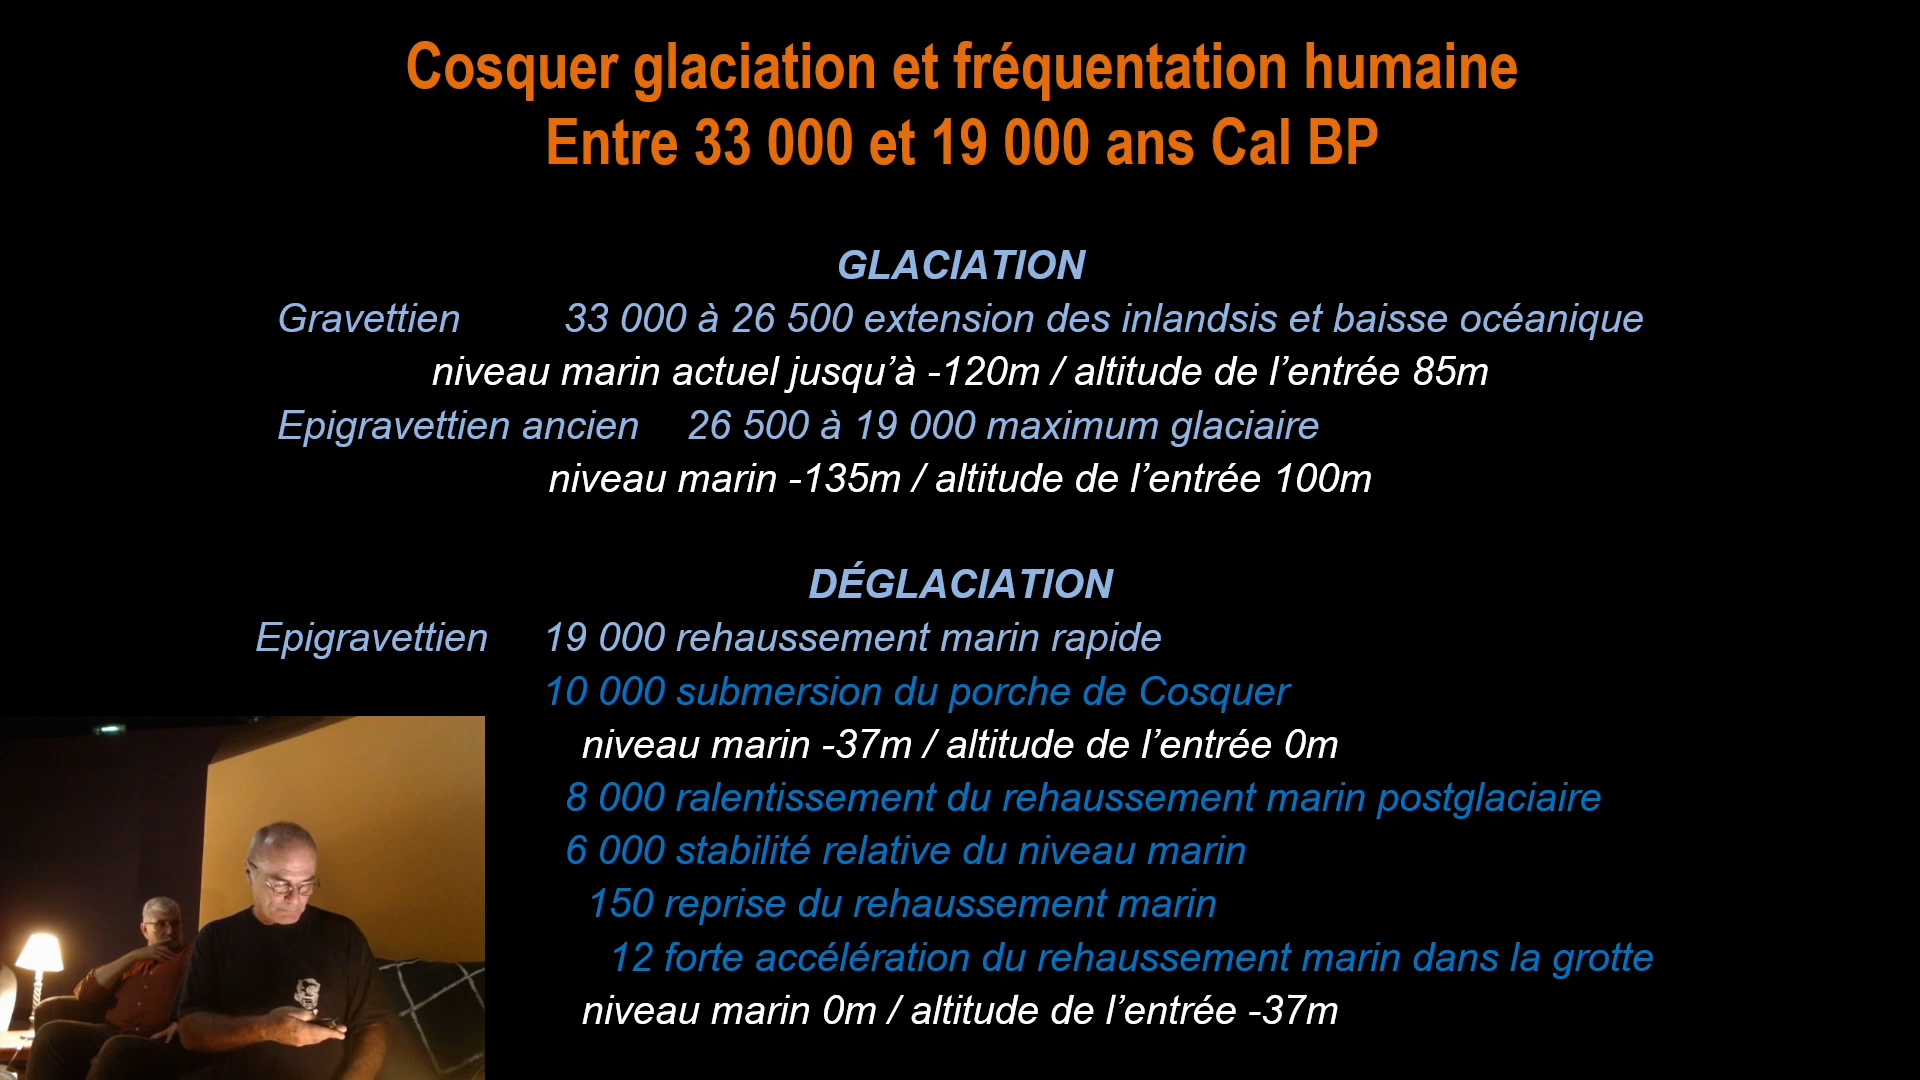 Cosquer glaciation et fréquentation humaine
Entre 33 000 et 19 000 ans Cal BP
GLACIATION
Gravettien 33 000 à 26 500 extension des inlandsis et baisse océanique
niveau marin actuel jusqu’à -120m / altitude de l’entrée 85m
Epigravettien ancien 26 500 à 19 000 maximum glaciaire
niveau marin -135m / altitude de l’entrée 100m
DÉGLACIATION
Epigravettien 19 000 rehaussement marin rapide
10 000 submersion du porche de Cosquer
niveau marin -37m / altitude de l’entrée 0m
8 000 ralentissement du rehaussement marin postglaciaire
6 000 stabilité relative du niveau marin
150 reprise du rehaussement marin
12 forte accélération du rehaussement marin dans la grotte
niveau marin 0m / altitude de l’entrée -37m